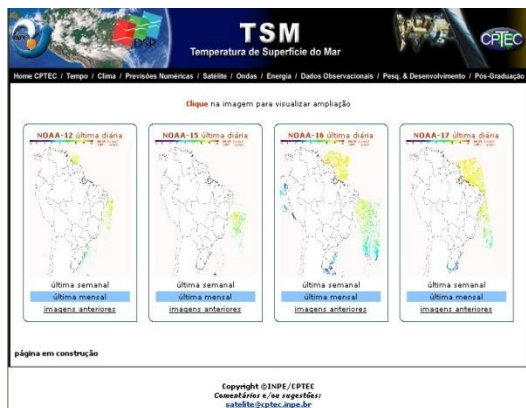 INPE
DSR
TSM
Temperatura de Superfície do Mar
CPTEC
Home CPTEC / Tempo / Clima / Previsões Numéricas / Satélite / Ondas / Energia / Dados Observacionais / Pesq. & Desenvolvimento / Pós-Graduação
Clique na imagem para visualizar ampliação
NOAA-12 última diária
última semanal
última mensal
imagens anteriores
NOAA-15 última diária
última semanal
última mensal
imagens anteriores
NOAA-16 última diária
última semanal
última mensal
imagens anteriores
NOAA-17 última diária
última semanal
última mensal
imagens anteriores
página em construção
Copyright ©INPE/CPTEC
Comentários e/ou sugestões:
satelite@cptec.inpe.br